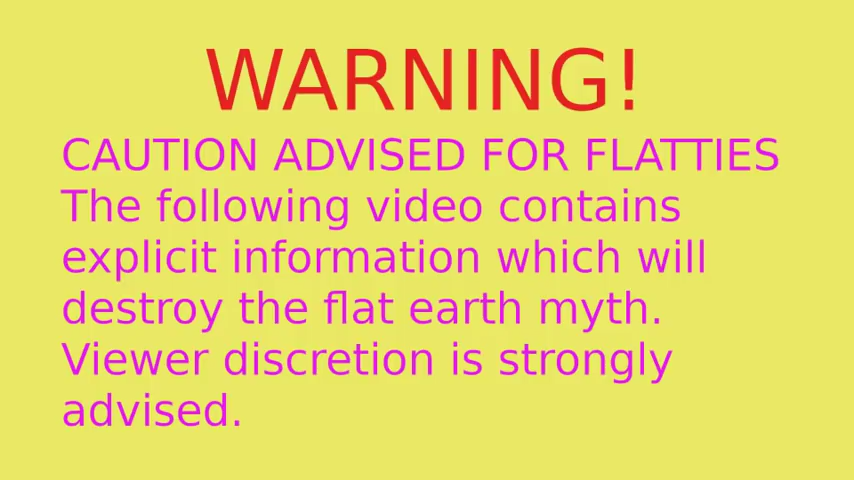 WARNING!
CAUTION ADVISED FOR FLATTIES
The following video contains
explicit information which will
destroy the flat earth myth.
Viewer discretion is strongly
advised.